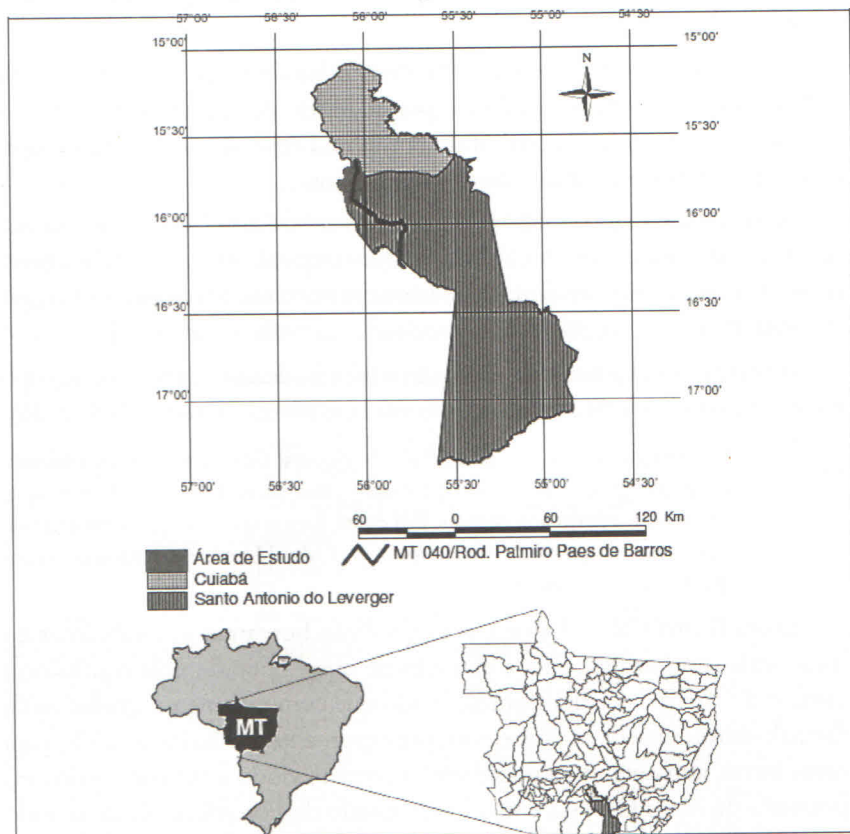 57°00' 56°30' 56°00' 55°30' 55°00' 54°30'
15°00' 15°00'
N
15°30' 15°30'
16°00' 16°00'
16°30' 16°30'
17°00' 17°00'
57°00' 56°30' 56°00' 55°30' 55°00' 54°30'
60 0 60 120 Km
Área de Estudo MT 040/Rod. Palmiro Paes de Barros
Cuiabá
Santo Antonio do Leverger
MT